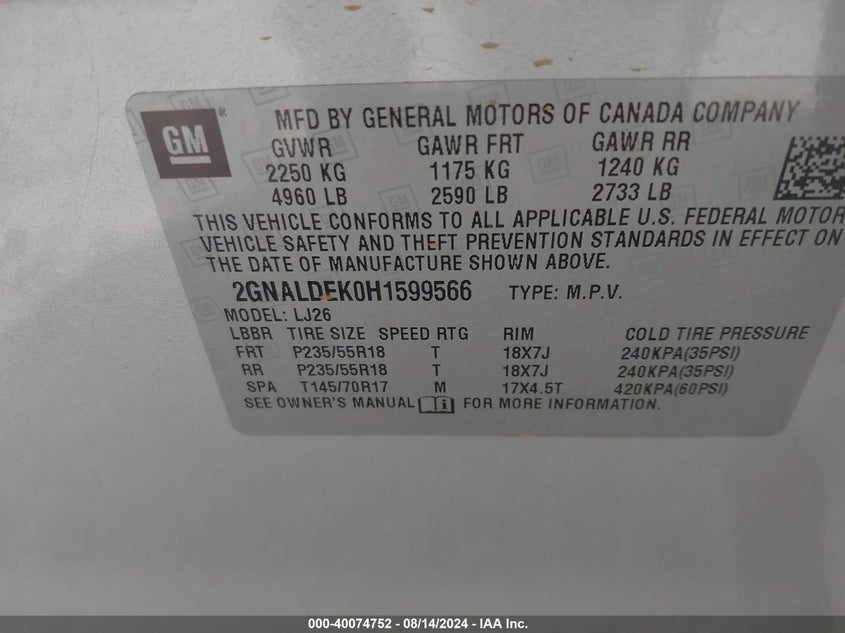 GM ® MFD BY GENERAL MOTORS OF CANADA COMPANY
GVWR GAWR FRT GAWR RR
2250 KG 1175 KG 1240 KG
4960 LB 2590 LB 2733 LB
THIS VEHICLE CONFORMS TO ALL APPLICABLE U.S. FEDERAL MOTOR
VEHICLE SAFETY AND THEFT PREVENTION STANDARDS IN EFFECT ON
THE DATE OF MANUFACTURE SHOWN ABOVE.
2GNALDEK0H1599566 TYPE: M.P.V.
MODEL: LJ26
LBBR TIRE SIZE SPEED RTG RIM COLD TIRE PRESSURE
FRT P235/55R18 T 18X7J 240KPA(35PSI)
RR P235/55R18 T 18X7J 240KPA(35PSI)
SPA T145/70R17 M 17X4.5T 420KPA(60PSI)
SEE OWNER'S MANUAL i FOR MORE INFORMATION.
000-40074752 - 08/14/2024 - IAA Inc.